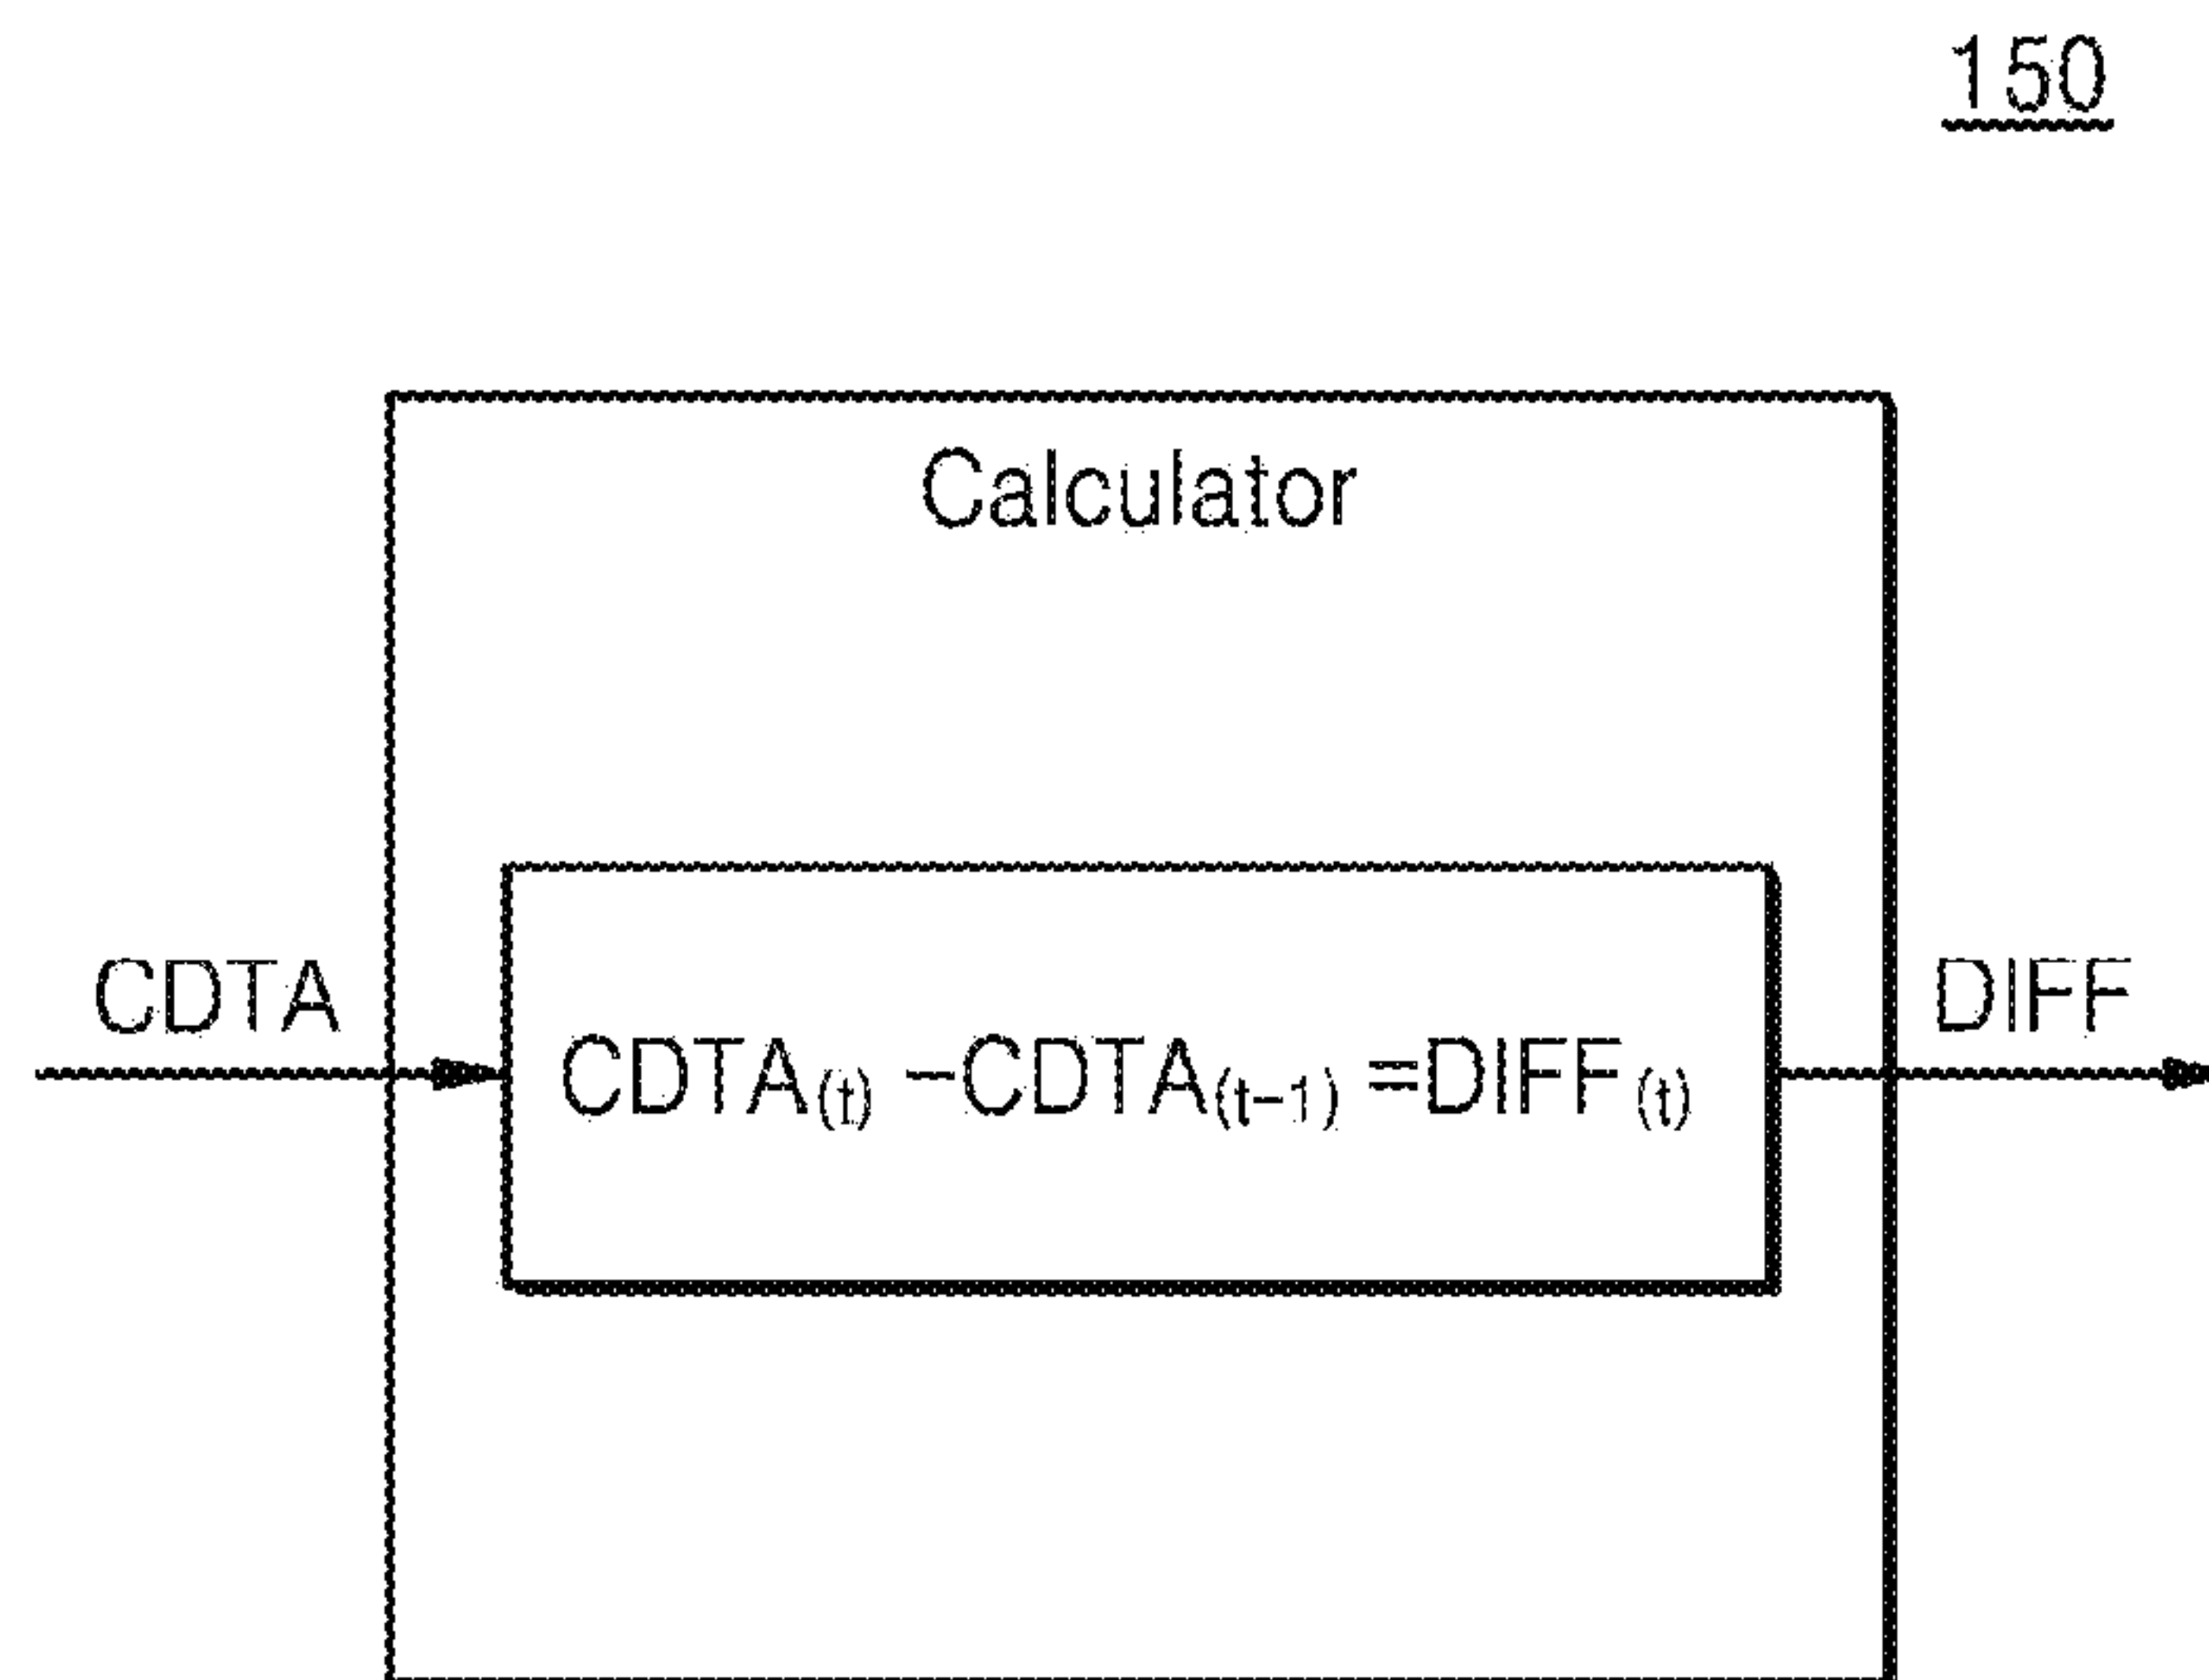 150
Calculator
CDTA
CDTA(t) –CDTA(t–1) =DIFF(t)
DIFF